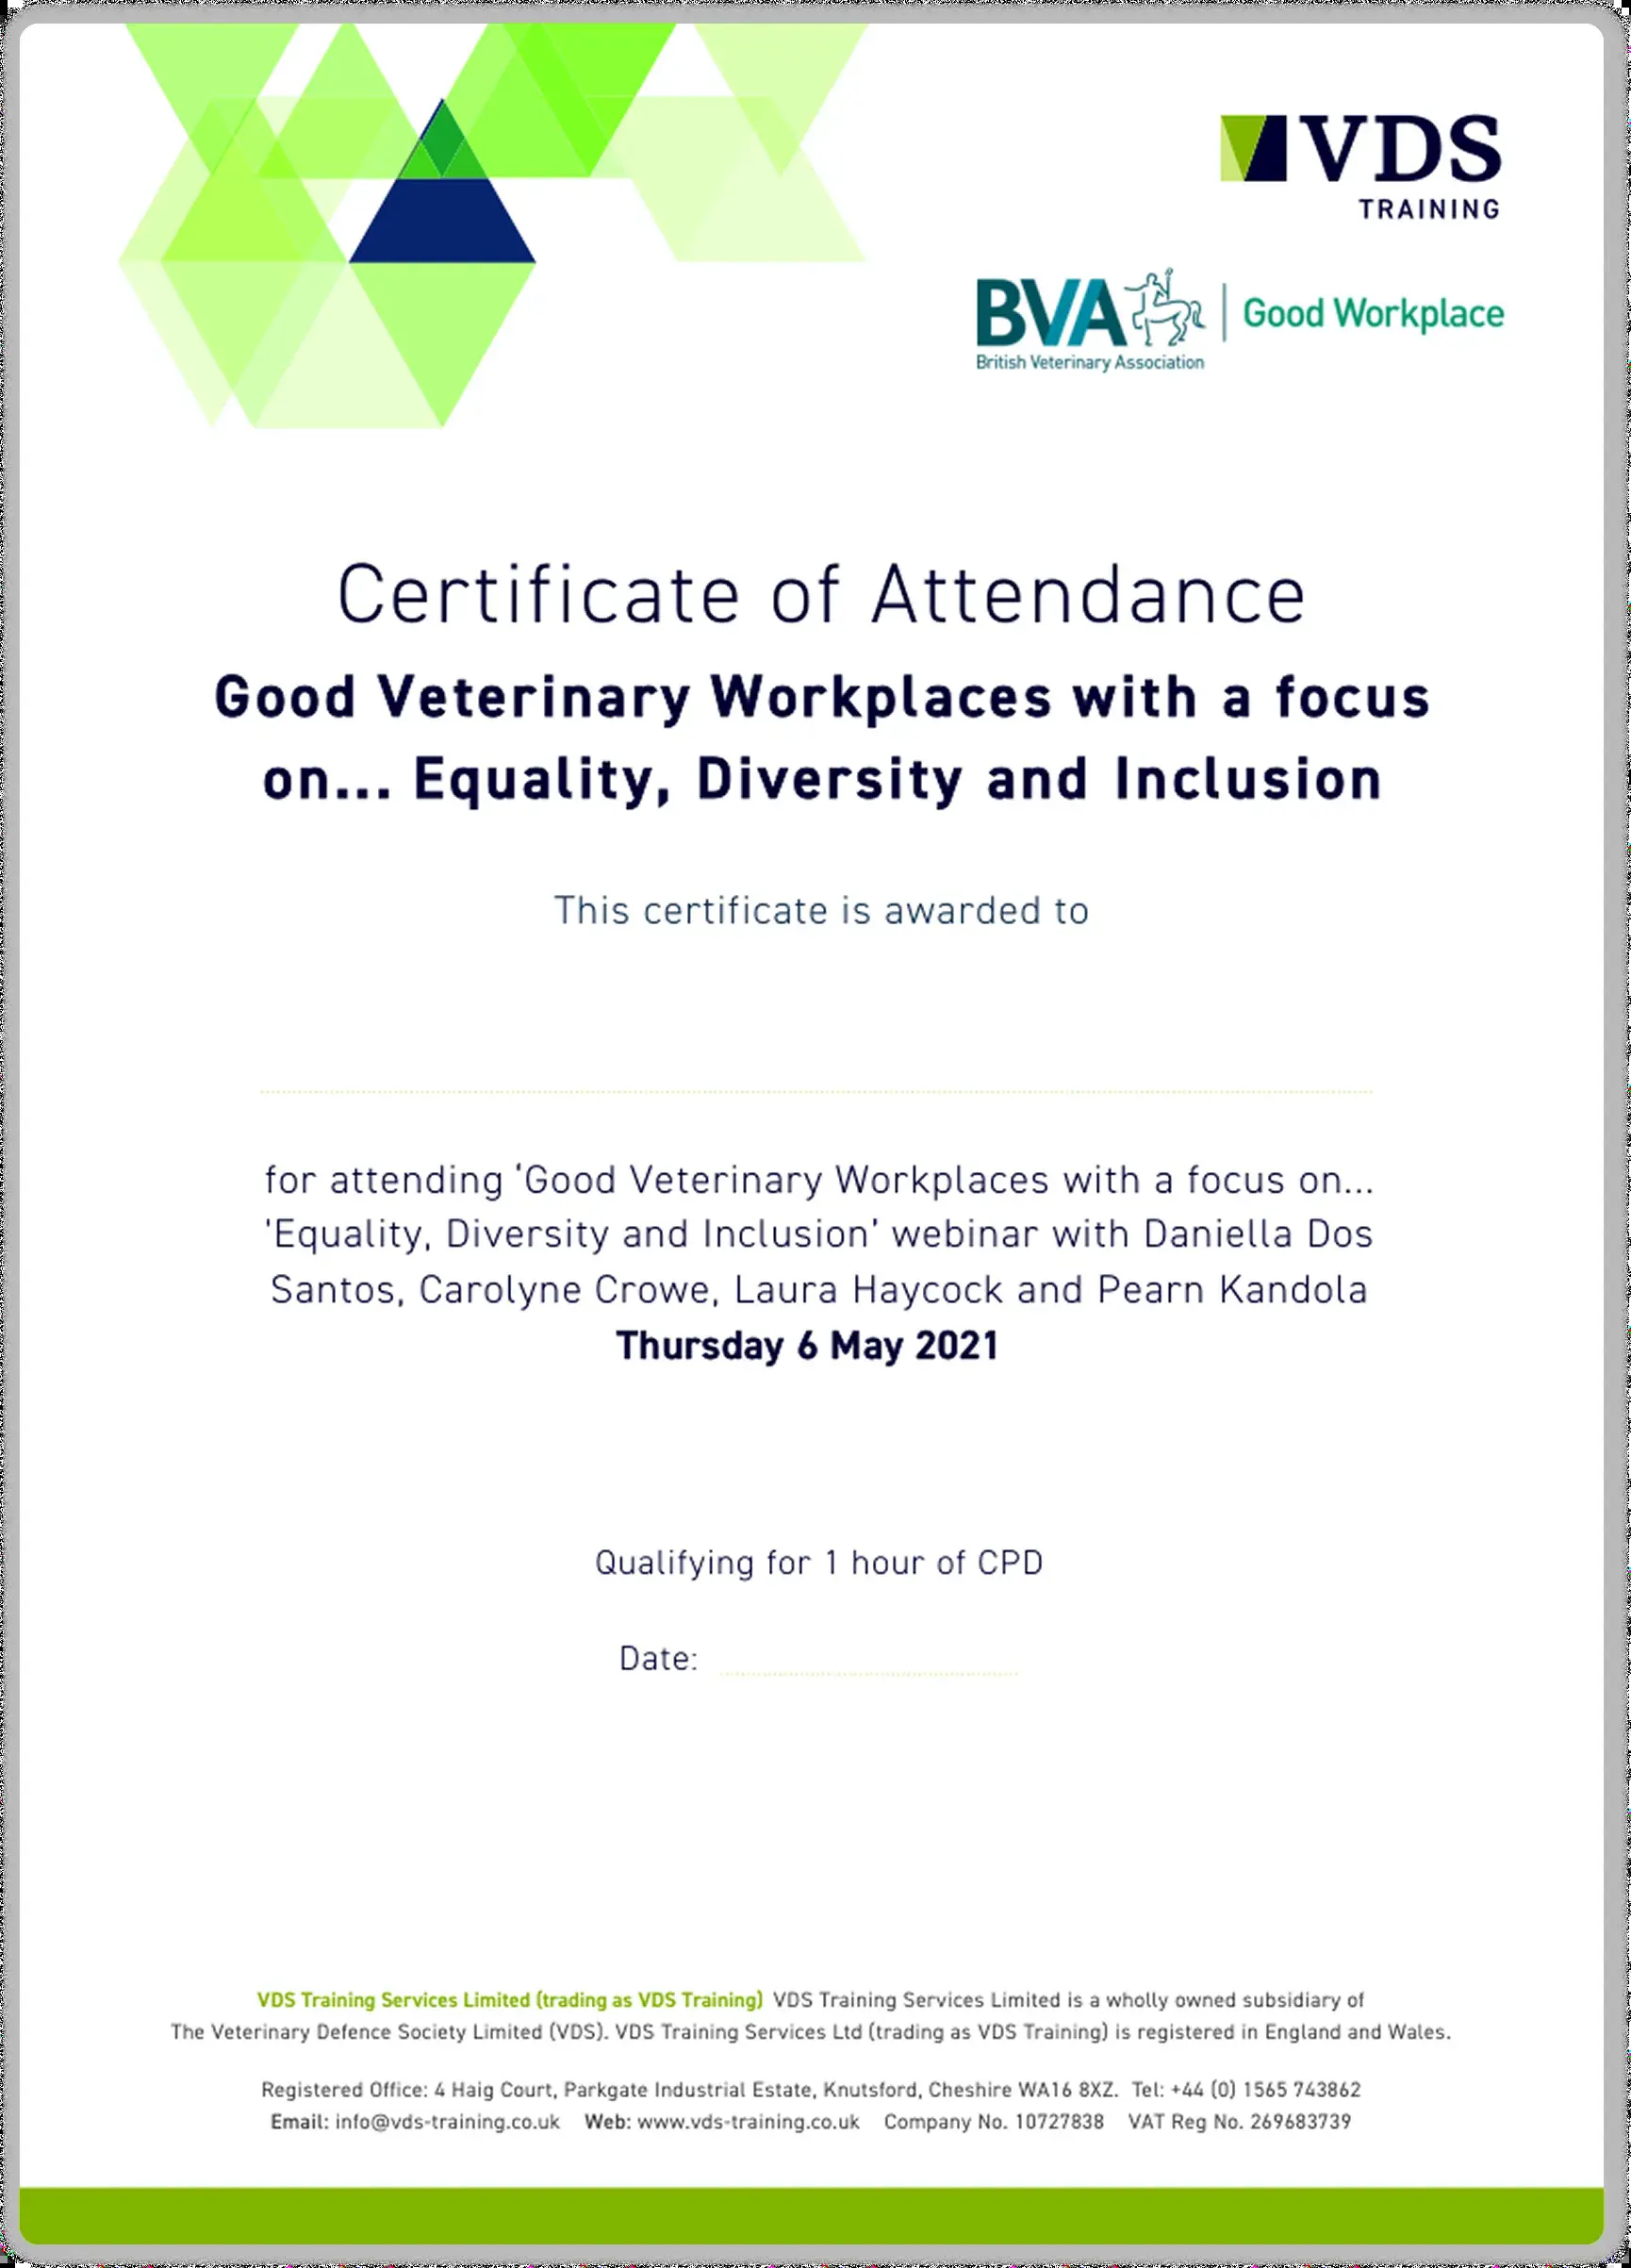 VDS
TRAINING
BVA
British Veterinary Association
Good Workplace
Certificate of Attendance
Good Veterinary Workplaces with a focus
on... Equality, Diversity and Inclusion
This certificate is awarded to
for attending ‘Good Veterinary Workplaces with a focus on...
'Equality, Diversity and Inclusion’ webinar with Daniella Dos
Santos, Carolyne Crowe, Laura Haycock and Pearn Kandola
Thursday 6 May 2021
Qualifying for 1 hour of CPD
Date:
VDS Training Services Limited (trading as VDS Training) VDS Training Services Limited is a wholly owned subsidiary of
The Veterinary Defence Society Limited (VDS). VDS Training Services Ltd (trading as VDS Training) is registered in England and Wales.
Registered Office: 4 Haig Court, Parkgate Industrial Estate, Knutsford, Cheshire WA16 8XZ. Tel: +44 (0) 1565 743862
Email: info@vds-training.co.uk Web: www.vds-training.co.uk Company No. 10727838 VAT Reg No. 269683739